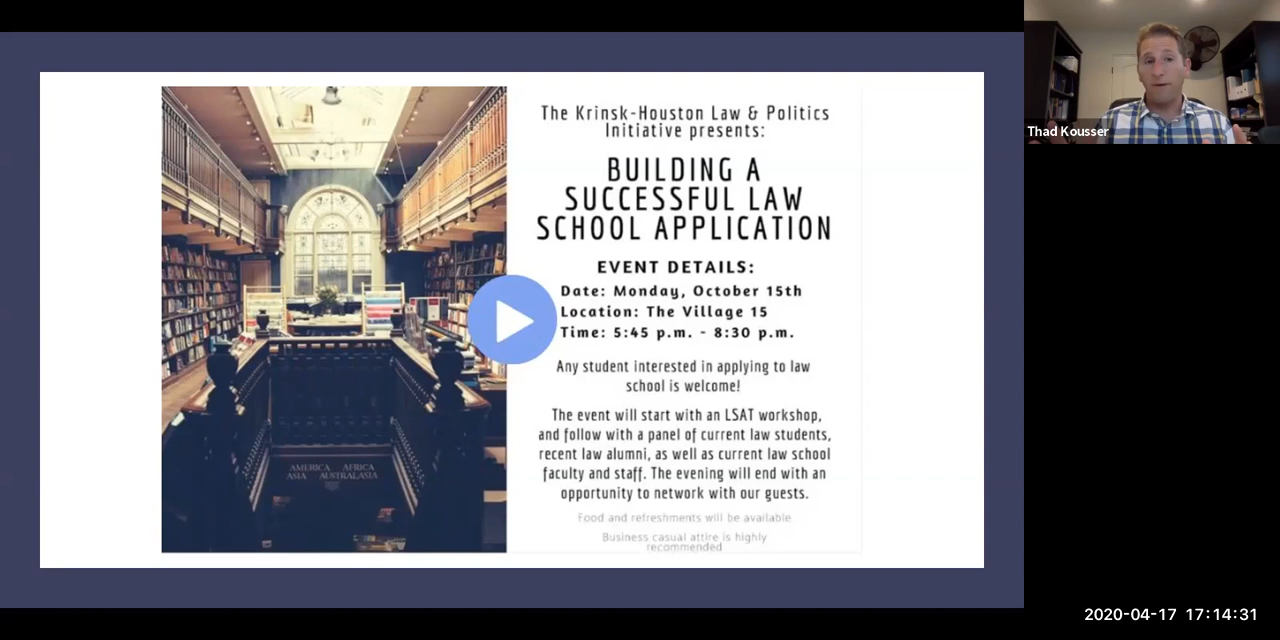 The Krinsk-Houston Law & Politics
Initiative presents:
BUILDING A
SUCCESSFUL LAW
SCHOOL APPLICATION
EVENT DETAILS:
Date: Monday, October 15th
Location: The Village 15
Time: 5:45 p.m. - 8:30 p.m.
Any student interested in applying to law
school is welcome!
The event will start with an LSAT workshop,
and follow with a panel of current law students,
recent law alumni, as well as current law school
faculty and staff. The evening will end with an
opportunity to network with our guests.
Food and refreshments will be available
Business casual attire is highly
recommended
AMERICA AFRICA
ASIA AUSTRALASIA
Thad Kousser
2020-04-17 17:14:31